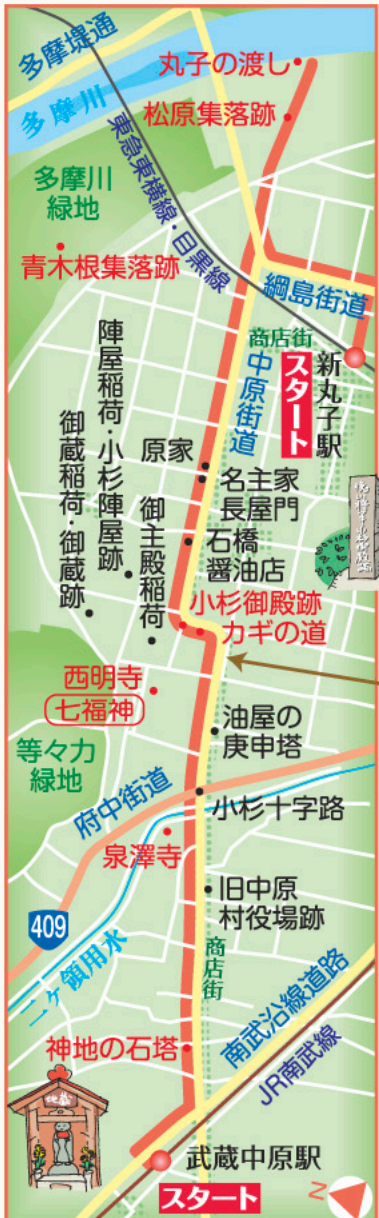 多摩堤通
多摩川
丸子の渡し
松原集落跡
多摩川
緑地
東急東横線・目黒線
青木根集落跡
綱島街道
商店街
中原街道
スタート
新丸子駅
陣屋稲荷・小杉陣屋跡
御蔵稲荷・御蔵跡
原家
名主家
長屋門
御主殿稲荷
石橋
醤油店
小杉御殿跡
カギの道
西明寺
七福神
油屋の
庚申塔
等々力
緑地
府中街道
小杉十字路
泉澤寺
409
旧中原
村役場跡
二ヶ領用水
商店街
南武沿線道路
神地の石塔
JR南武線
武蔵中原駅
スタート
N